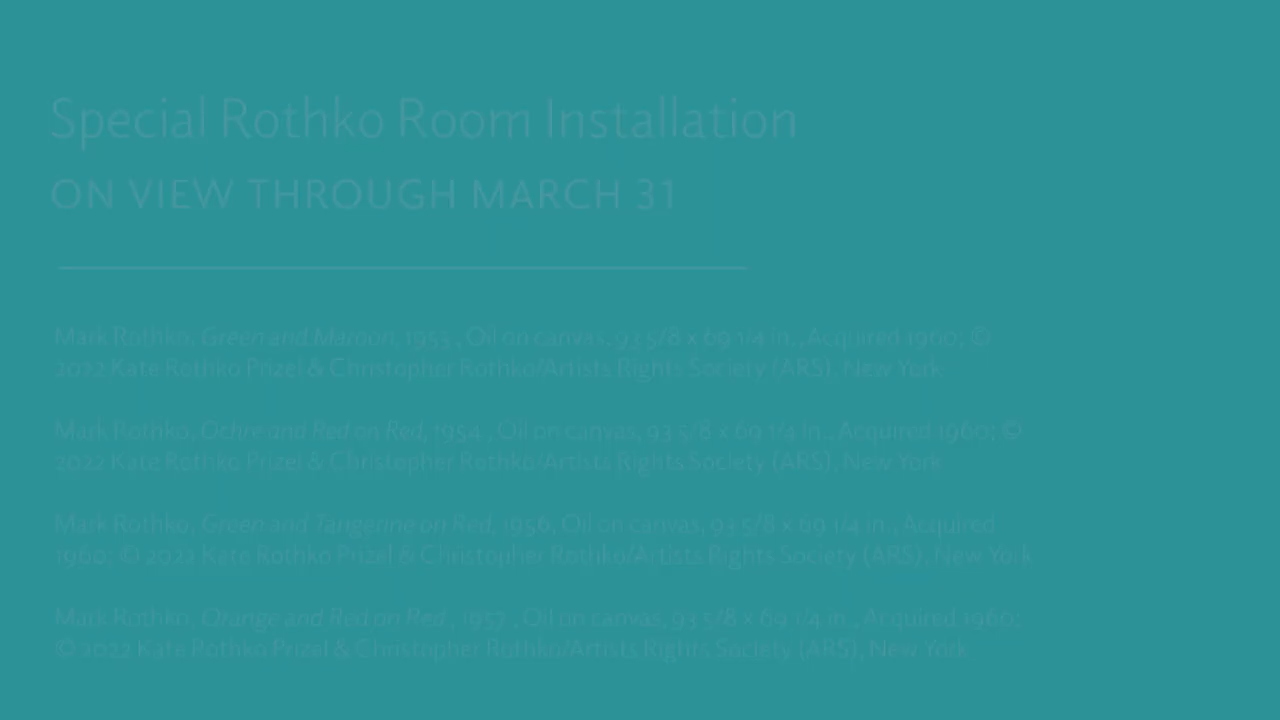 Special Rothko Room Installation
ON VIEW THROUGH MARCH 31
Mark Rothko, Green and Maroon, 1953 , Oil on canvas, 93 5/8 x 69 1/4 in., Acquired 1960; ©
2022 Kate Rothko Prizel & Christopher Rothko/Artists Rights Society (ARS), New York
Mark Rothko, Ochre and Red on Red, 1954 , Oil on canvas, 93 5/8 x 69 1/4 in., Acquired 1960; ©
2022 Kate Rothko Prizel & Christopher Rothko/Artists Rights Society (ARS), New York
Mark Rothko, Green and Tangerine on Red, 1956, Oil on canvas, 93 5/8 x 69 1/4 in., Acquired
1960; © 2022 Kate Rothko Prizel & Christopher Rothko/Artists Rights Society (ARS), New York
Mark Rothko, Orange and Red on Red , 1957 , Oil on canvas, 93 5/8 x 69 1/4 in., Acquired 1960;
© 2022 Kate Rothko Prizel & Christopher Rothko/Artists Rights Society (ARS), New York